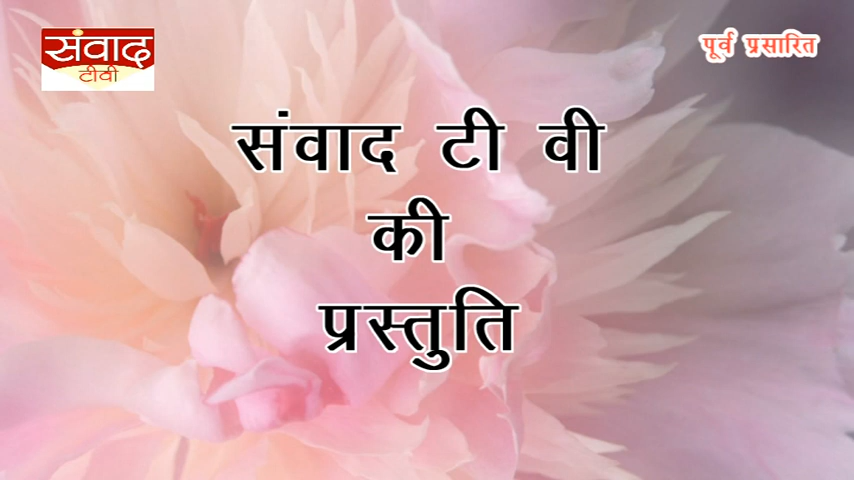 संवाद
टीवी
पूर्व प्रसारित
संवाद टी वी
की
प्रस्तुति